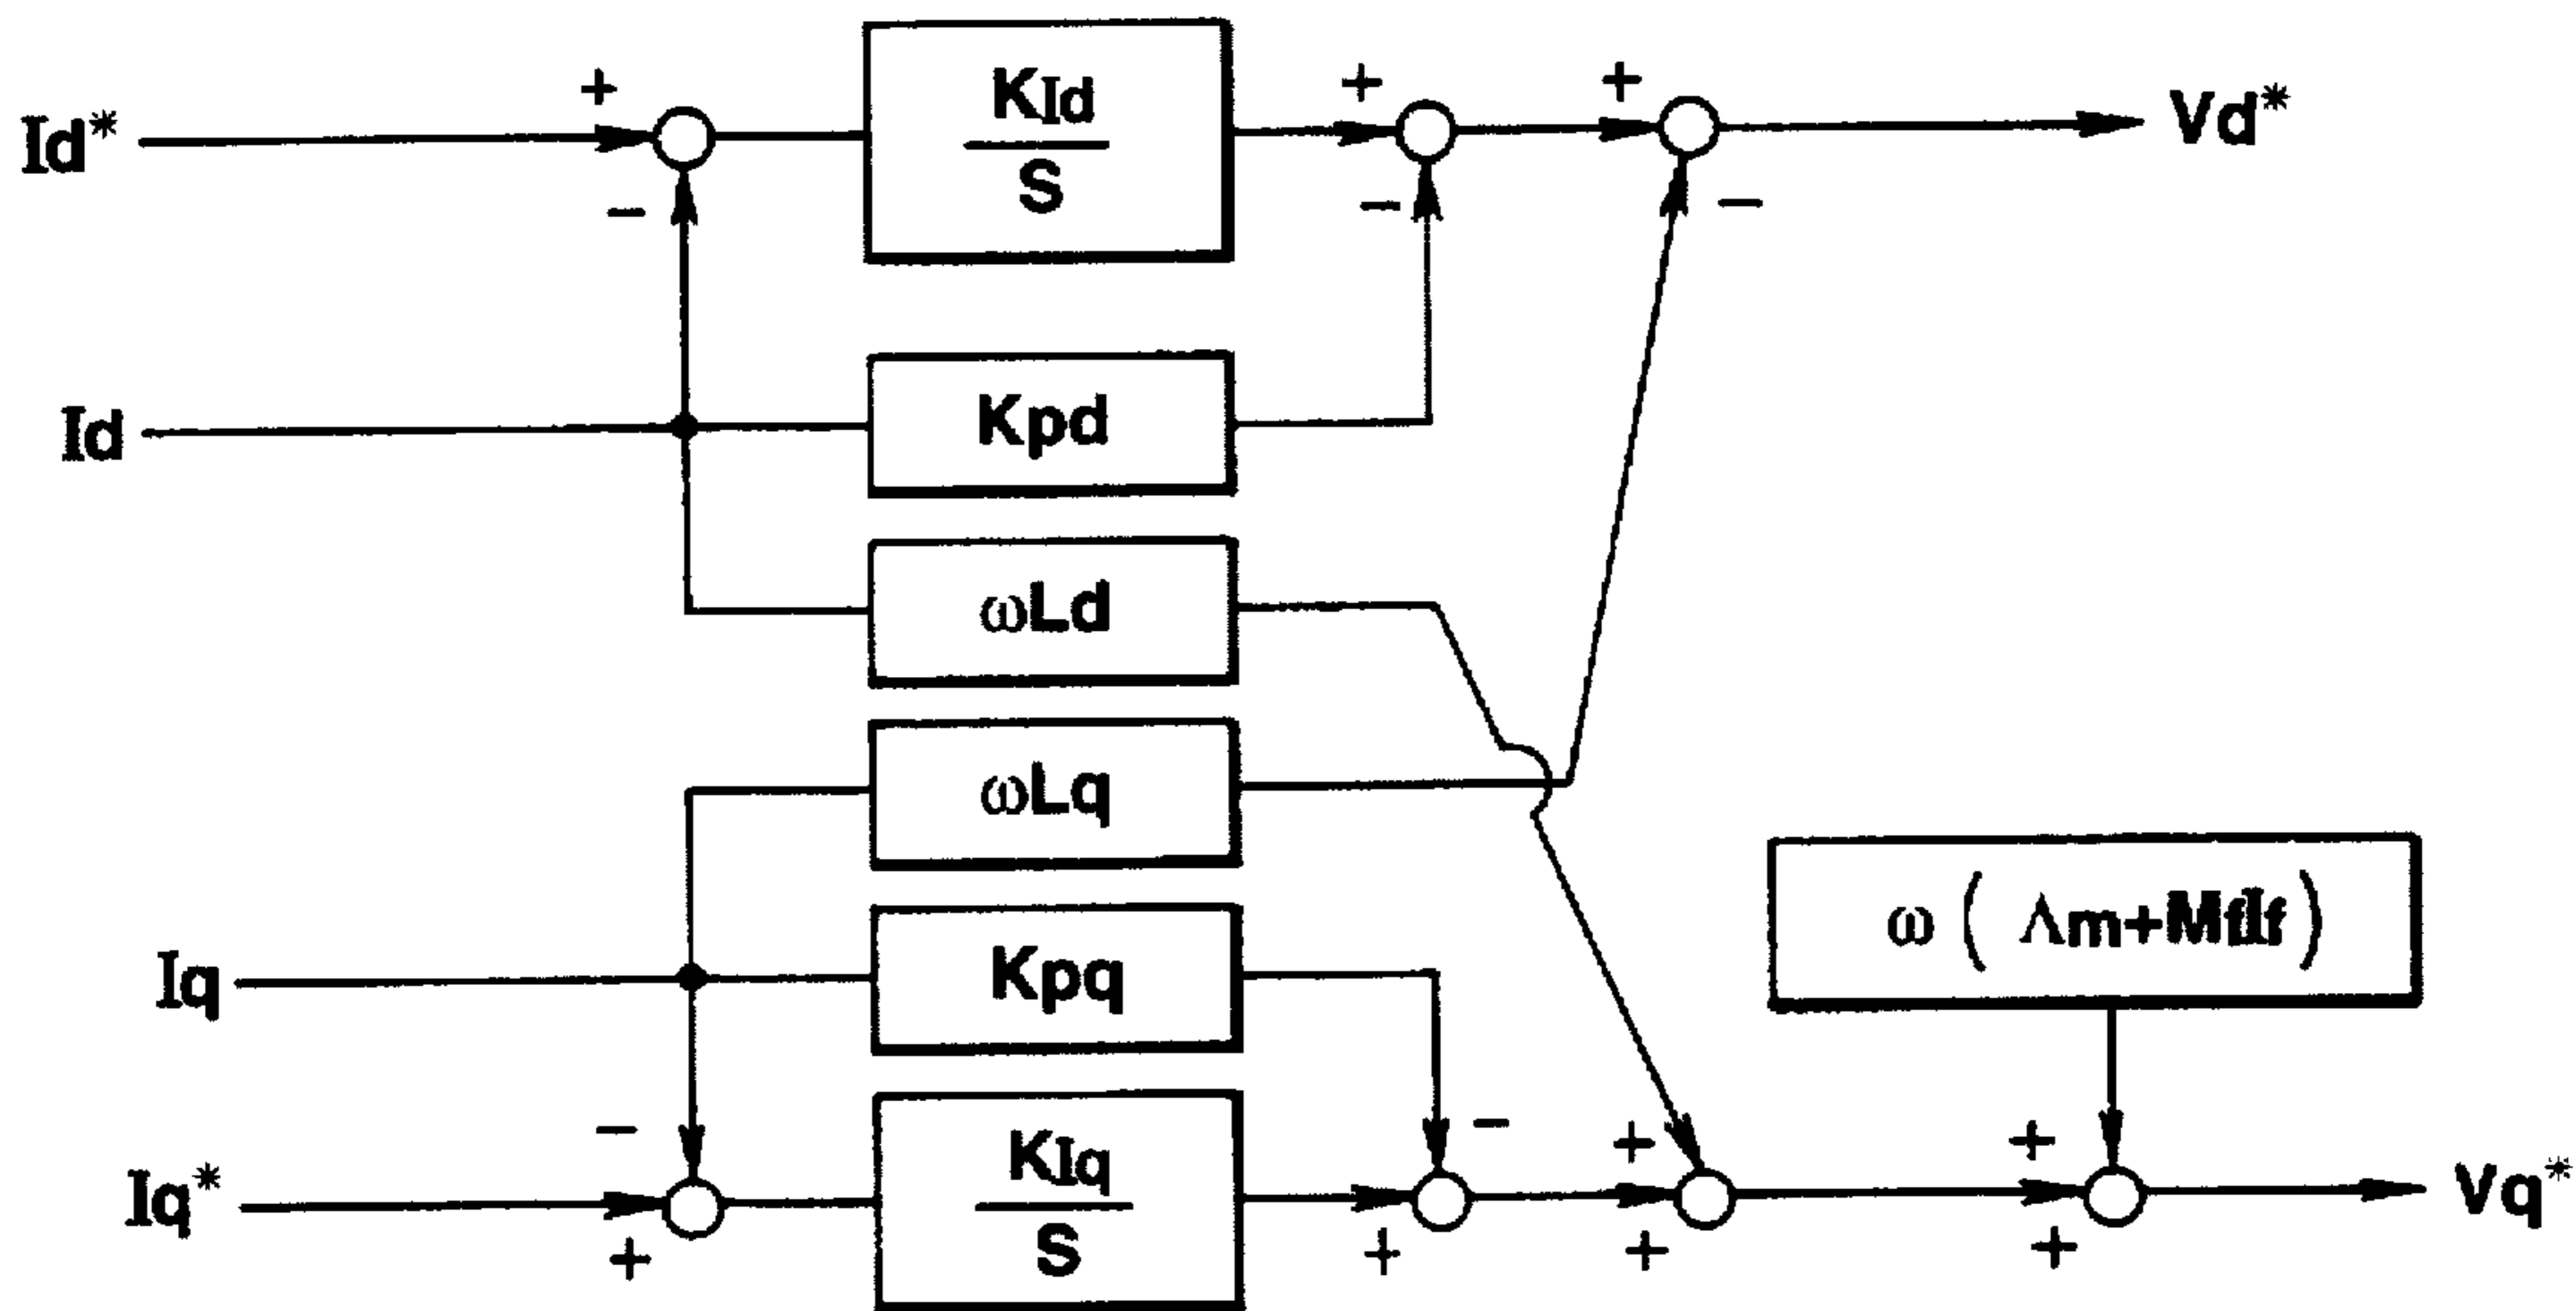 Id* + KId/S + + Vd*
− − −
Id Kpd
ωLd
ωLq
ω ( Λm+MfIf )
Iq Kpq
− − + +
Iq* KIq/S Vq*
+ + + +